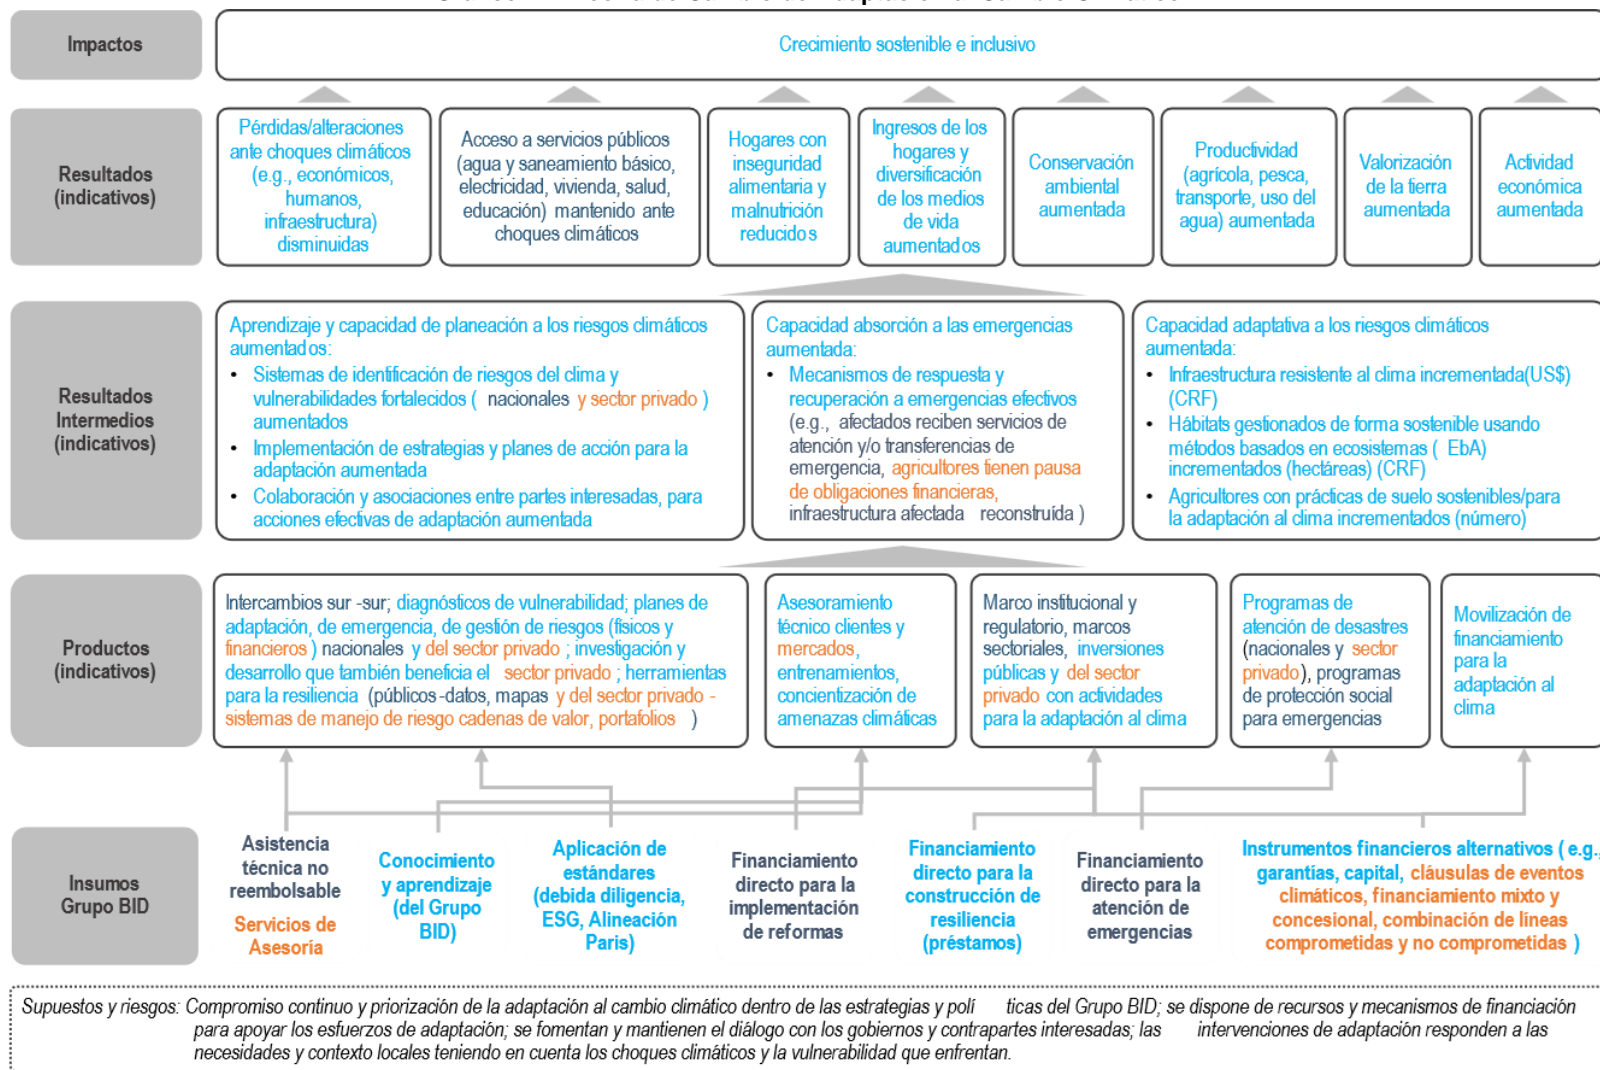 Impactos
Crecimiento sostenible e inclusivo
Resultados
(indicativos)
Pérdidas/alteraciones
ante choques climáticos
(e.g., económicos,
humanos,
infraestructura)
disminuidas
Acceso a servicios públicos
(agua y saneamiento básico,
electricidad, vivienda, salud,
educación) mantenido ante
choques climáticos
Hogares con
inseguridad
alimentaria y
malnutrición
reducidos
Ingresos de los
hogares y
diversificación
de los medios
de vida
aumentados
Conservación
ambiental
aumentada
Productividad
(agrícola, pesca,
transporte, uso del
agua) aumentada
Valorización
de la tierra
aumentada
Actividad
económica
aumentada
Resultados
Intermedios
(indicativos)
Aprendizaje y capacidad de planeación a los riesgos climáticos
aumentados:
• Sistemas de identificación de riesgos del clima y
vulnerabilidades fortalecidos ( nacionales y sector privado )
aumentados
• Implementación de estrategias y planes de acción para la
adaptación aumentada
• Colaboración y asociaciones entre partes interesadas, para
acciones efectivas de adaptación aumentada
Capacidad absorción a las emergencias
aumentada:
• Mecanismos de respuesta y
recuperación a emergencias efectivos
(e.g., afectados reciben servicios de
atención y/o transferencias de
emergencia, agricultores tienen pausa
de obligaciones financieras,
infraestructura afectada reconstruída )
Capacidad adaptativa a los riesgos climáticos
aumentada:
• Infraestructura resistente al clima incrementada(US$)
(CRF)
• Hábitats gestionados de forma sostenible usando
métodos basados en ecosistemas ( EbA)
incrementados (hectáreas) (CRF)
• Agricultores con prácticas de suelo sostenibles/para
la adaptación al clima incrementados (número)
Productos
(indicativos)
Intercambios sur -sur; diagnósticos de vulnerabilidad; planes de
adaptación, de emergencia, de gestión de riesgos (físicos y
financieros ) nacionales y del sector privado ; investigación y
desarrollo que también beneficia el sector privado ; herramientas
para la resiliencia (públicos -datos, mapas y del sector privado -
sistemas de manejo de riesgo cadenas de valor, portafolios )
Asesoramiento
técnico clientes y
mercados,
entrenamientos,
concientización de
amenazas climáticas
Marco institucional y
regulatorio, marcos
sectoriales, inversiones
públicas y del sector
privado con actividades
para la adaptación al clima
Programas de
atención de desastres
(nacionales y sector
privado), programas
de protección social
para emergencias
Movilización de
financiamiento
para la
adaptación al
clima
Insumos
Grupo BID
Asistencia
técnica no
reembolsable
Servicios de
Asesoría
Conocimiento
y aprendizaje
(del Grupo
BID)
Aplicación de
estándares
(debida diligencia,
ESG, Alineación
Paris)
Financiamiento
directo para la
implementación
de reformas
Financiamiento
directo para la
construcción de
resiliencia
(préstamos)
Financiamiento
directo para la
atención de
emergencias
Instrumentos financieros alternativos ( e.g.,
garantías, capital, cláusulas de eventos
climáticos, financiamiento mixto y
concesional, combinación de líneas
comprometidas y no comprometidas )
Supuestos y riesgos: Compromiso continuo y priorización de la adaptación al cambio climático dentro de las estrategias y polí ticas del Grupo BID; se dispone de recursos y mecanismos de financiación
para apoyar los esfuerzos de adaptación; se fomentan y mantienen el diálogo con los gobiernos y contrapartes interesadas; las intervenciones de adaptación responden a las
necesidades y contexto locales teniendo en cuenta los choques climáticos y la vulnerabilidad que enfrentan.